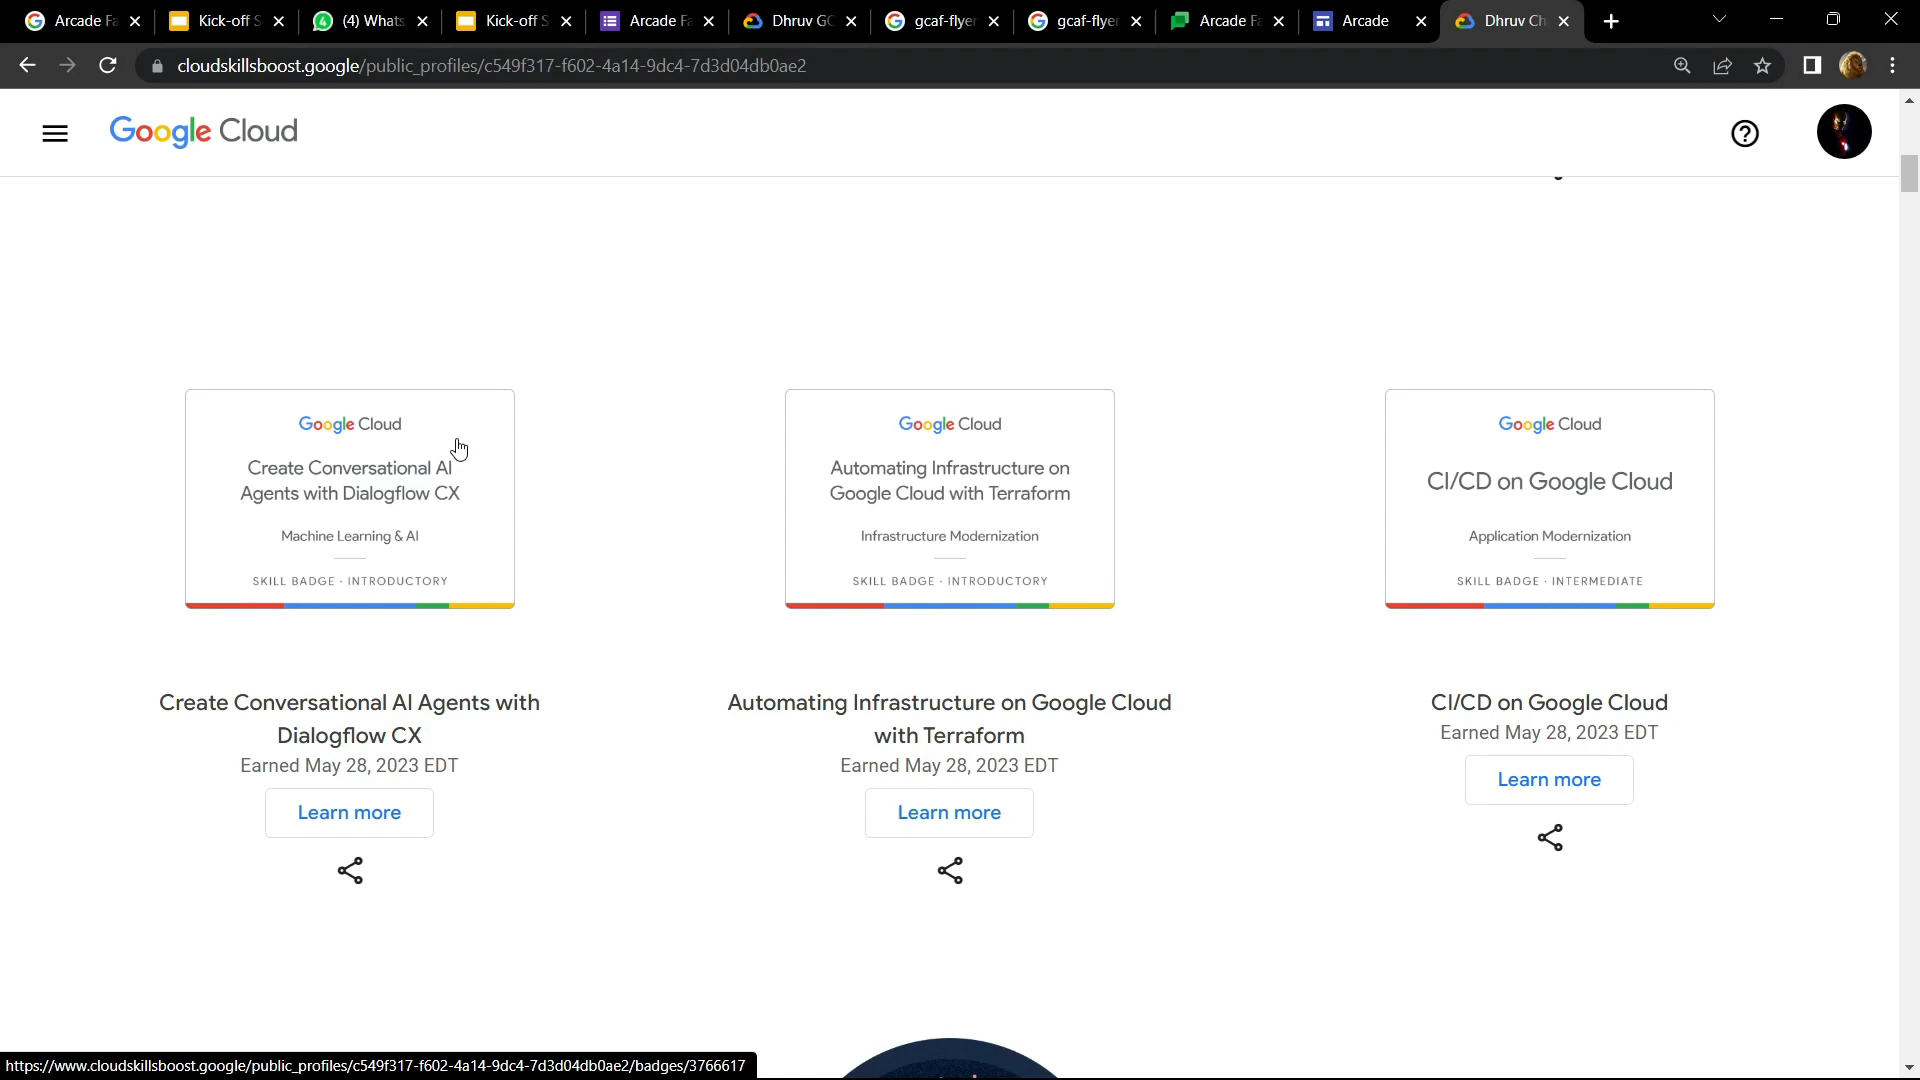 Arcade Fa
Kick-off S
(4) Whats
Kick-off S
Arcade Fa
Dhruv GC
gcaf-flyer
gcaf-flyer
Arcade Fa
Arcade
Dhruv Ch
cloudskillsboost.google/public_profiles/c549f317-f602-4a14-9dc4-7d3d04db0ae2
Google Cloud
Google Cloud
Create Conversational AI
Agents with Dialogflow CX
Machine Learning & AI
SKILL BADGE · INTRODUCTORY
Create Conversational AI Agents with
Dialogflow CX
Earned May 28, 2023 EDT
Learn more
Google Cloud
Automating Infrastructure on
Google Cloud with Terraform
Infrastructure Modernization
SKILL BADGE · INTRODUCTORY
Automating Infrastructure on Google Cloud
with Terraform
Earned May 28, 2023 EDT
Learn more
Google Cloud
CI/CD on Google Cloud
Application Modernization
SKILL BADGE · INTERMEDIATE
CI/CD on Google Cloud
Earned May 28, 2023 EDT
Learn more
https://www.cloudskillsboost.google/public_profiles/c549f317-f602-4a14-9dc4-7d3d04db0ae2/badges/3766617